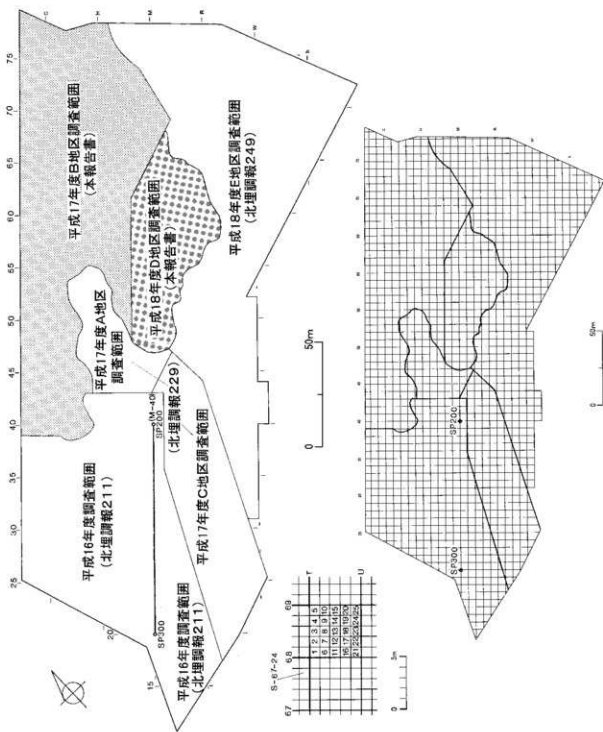 25
30
35
40
45
50
55
60
65
70
75
20
15
C
H
M
R
W
b
平成17年度B地区調査範囲
(本報告書)
平成18年度D地区調査範囲
(本報告書)
平成18年度E地区調査範囲
(北埋調報249)
平成17年度A地区
調査範囲
(北埋調報229)
平成17年度C地区調査範囲
平成16年度調査範囲
(北埋調報211)
平成16年度調査範囲
(北埋調報211)
(M-40)
SP200
SP300
0 50m
S-67-24
67 68 69
T
U
1 2 3 4 5
6 7 8 9 10
11 12 13 14 15
16 17 18 19 20
21 22 23 24 25
0 5m
SP200
SP300
0 50m